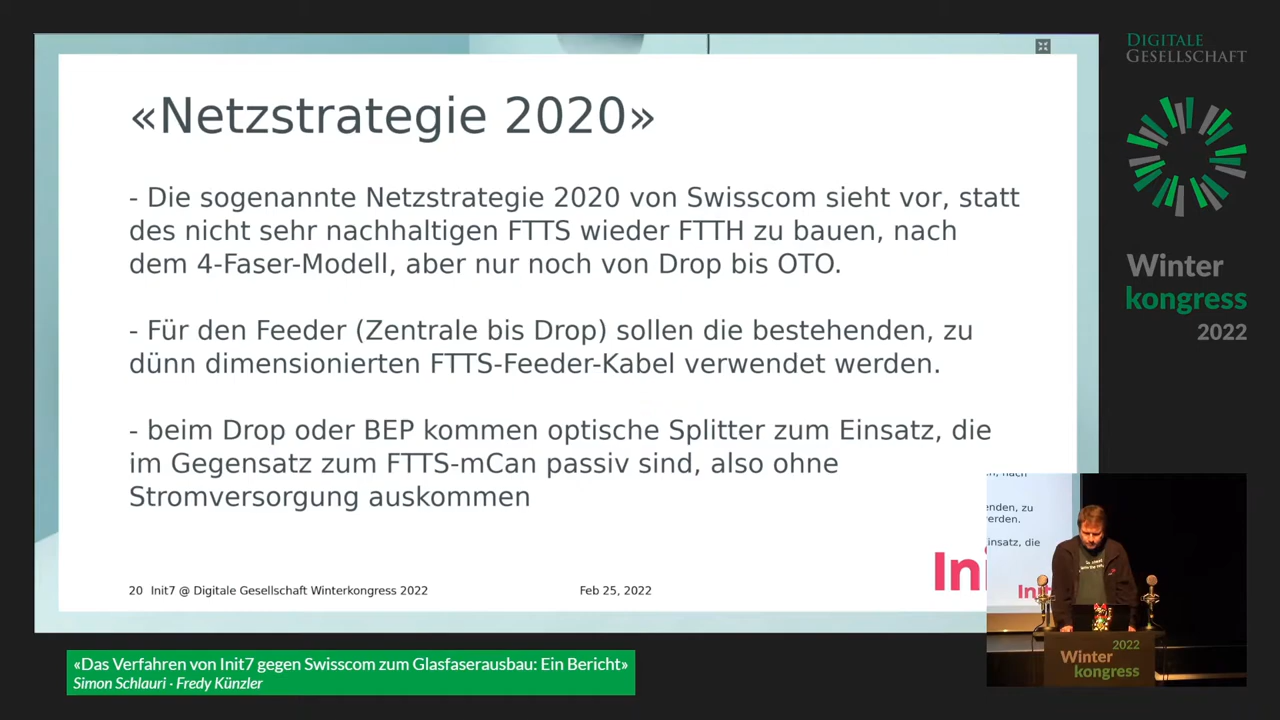 DIGITALE
GESELLSCHAFT
«Netzstrategie 2020»
- Die sogenannte Netzstrategie 2020 von Swisscom sieht vor, statt
des nicht sehr nachhaltigen FTTS wieder FTTH zu bauen, nach
dem 4-Faser-Modell, aber nur noch von Drop bis OTO.
- Für den Feeder (Zentrale bis Drop) sollen die bestehenden, zu
dünn dimensionierten FTTS-Feeder-Kabel verwendet werden.
- beim Drop oder BEP kommen optische Splitter zum Einsatz, die
im Gegensatz zum FTTS-mCan passiv sind, also ohne
Stromversorgung auskommen
20 Init7 @ Digitale Gesellschaft Winterkongress 2022
Feb 25, 2022
Ini
Winter
kongress
2022
enden, zu
erden.
insatz, die
Init
2022
Winter
kongress
«Das Verfahren von Init7 gegen Swisscom zum Glasfaserausbau: Ein Bericht»
Simon Schlauri · Fredy Künzler